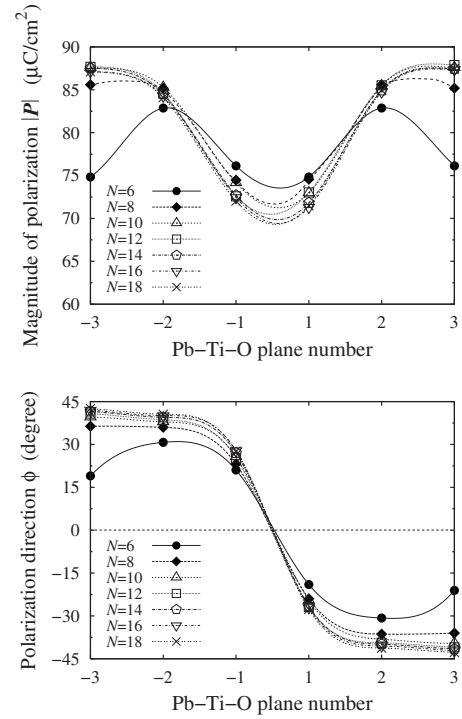 Magnitude of polarization |P| (μC/cm²)
90
85
80
75
70
65
60
N=6
N=8
N=10
N=12
N=14
N=16
N=18
−3 −2 −1 1 2 3
Pb−Ti−O plane number
Polarization direction ϕ (degree)
45
30
15
0
−15
−30
−45
N=6
N=8
N=10
N=12
N=14
N=16
N=18
−3 −2 −1 1 2 3
Pb−Ti−O plane number